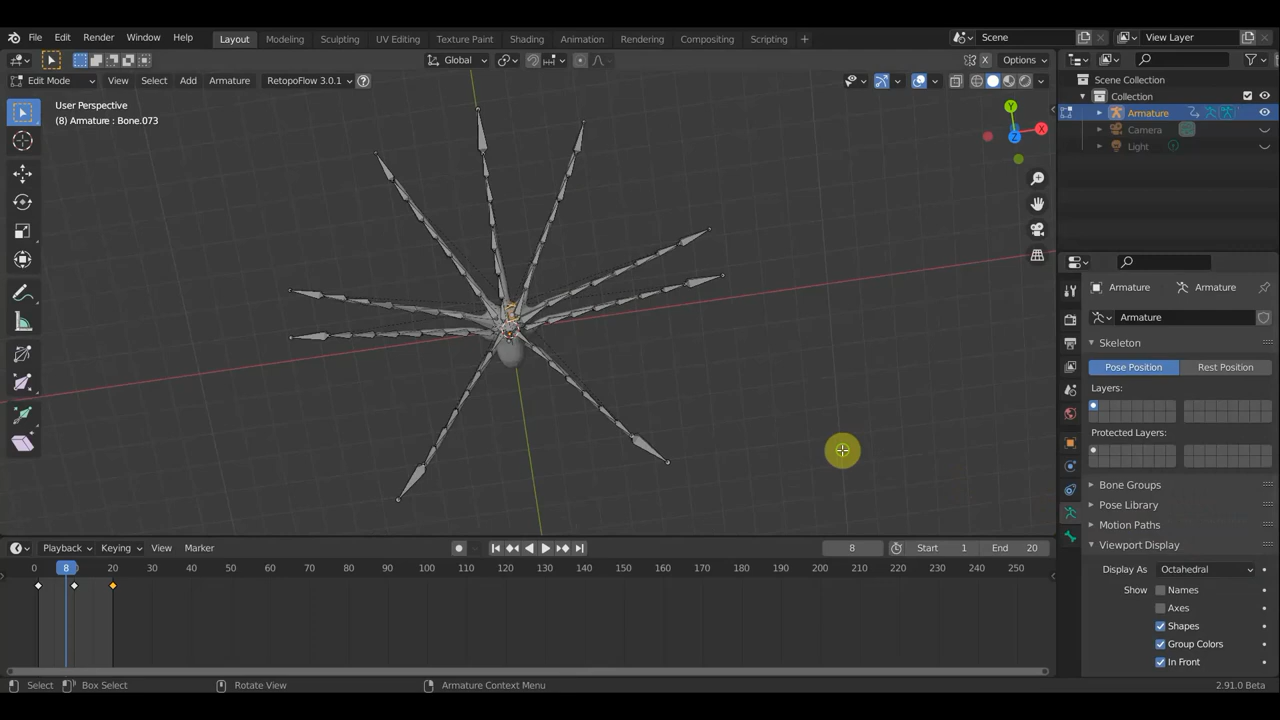 File Edit Render Window Help Layout Modeling Sculpting UV Editing Texture Paint Shading Animation Rendering Compositing Scripting + Scene View Layer
Global X Options
Edit Mode View Select Add Armature RetopoFlow 3.0.1 ?
User Perspective
(8) Armature : Bone.073
Y
X
Z
Scene Collection
Collection
Armature
Camera
Light
Armature Armature
Armature
Skeleton
Pose Position Rest Position
Layers:
Protected Layers:
Bone Groups
Pose Library
Motion Paths
Viewport Display
Display As Octahedral
Show Names
Axes
Shapes
Group Colors
In Front
Playback Keying View Marker 8 Start 1 End 20
0 8 20 30 40 50 60 70 80 90 100 110 120 130 140 150 160 170 180 190 200 210 220 230 240 250
Select Box Select Rotate View Armature Context Menu 2.91.0 Beta